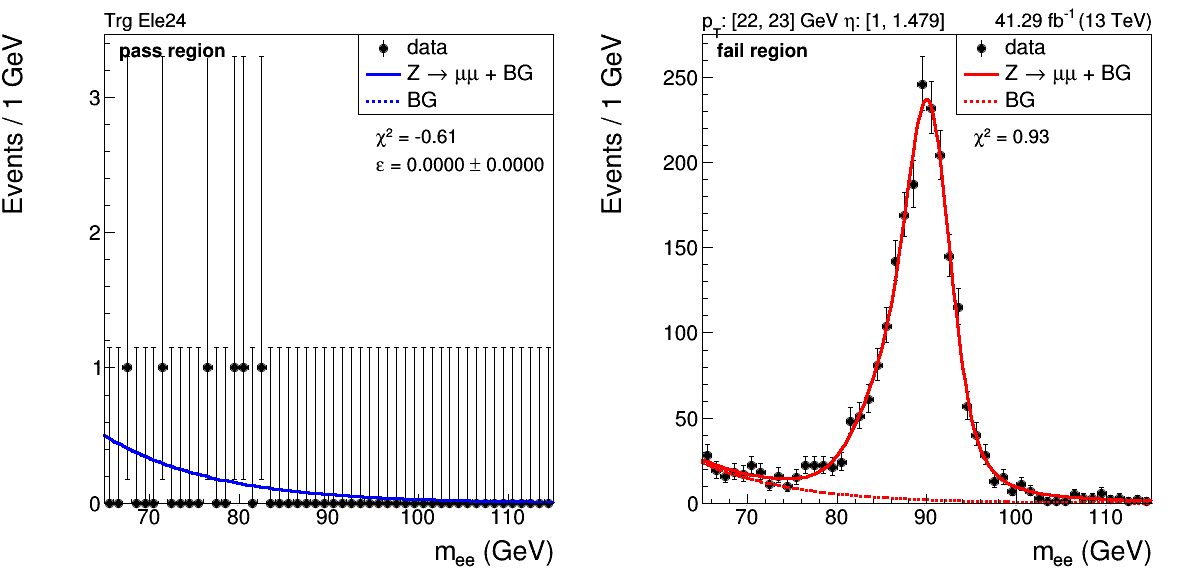 Trg Ele24
pass region
data
Z → μμ + BG
BG
χ² = -0.61
ε = 0.0000 ± 0.0000
Events / 1 GeV
3
2
1
0
70 80 90 100 110
m_ee (GeV)
p_T: [22, 23] GeV η: [1, 1.479] 41.29 fb⁻¹ (13 TeV)
fail region
data
Z → μμ + BG
BG
χ² = 0.93
Events / 1 GeV
250
200
150
100
50
0
70 80 90 100 110
m_ee (GeV)